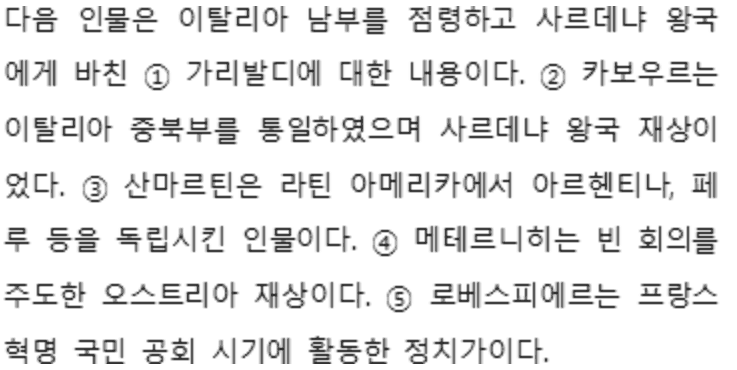 다음 인물은 이탈리아 남부를 점령하고 사르데냐 왕국
에게 바친 ① 가리발디에 대한 내용이다. ② 카보우르는
이탈리아 중북부를 통일하였으며 사르데냐 왕국 재상이
었다. ③ 산마르틴은 라틴 아메리카에서 아르헨티나, 페
루 등을 독립시킨 인물이다. ④ 메테르니히는 빈 회의를
주도한 오스트리아 재상이다. ⑤ 로베스피에르는 프랑스
혁명 국민 공회 시기에 활동한 정치가이다.